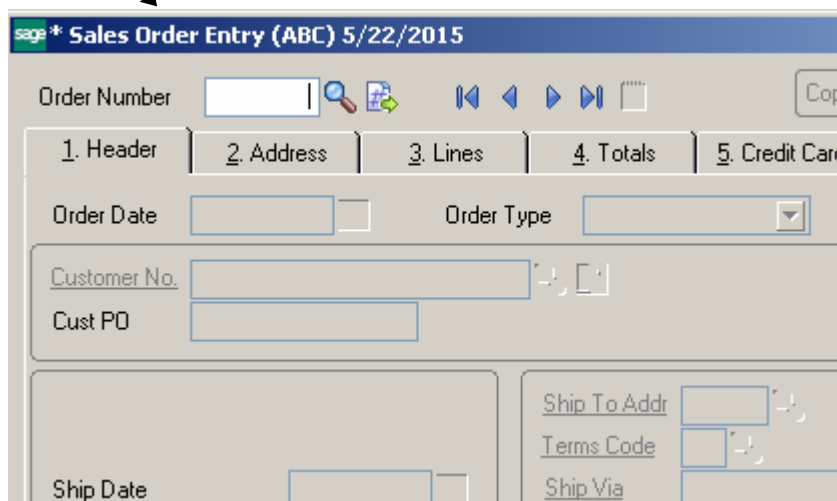 sage * Sales Order Entry (ABC) 5/22/2015
Order Number
1. Header 2. Address 3. Lines 4. Totals 5. Credit
Order Date Order Type
Customer No.
Cust PO
Ship To Addr
Terms Code
Ship Date Ship Via